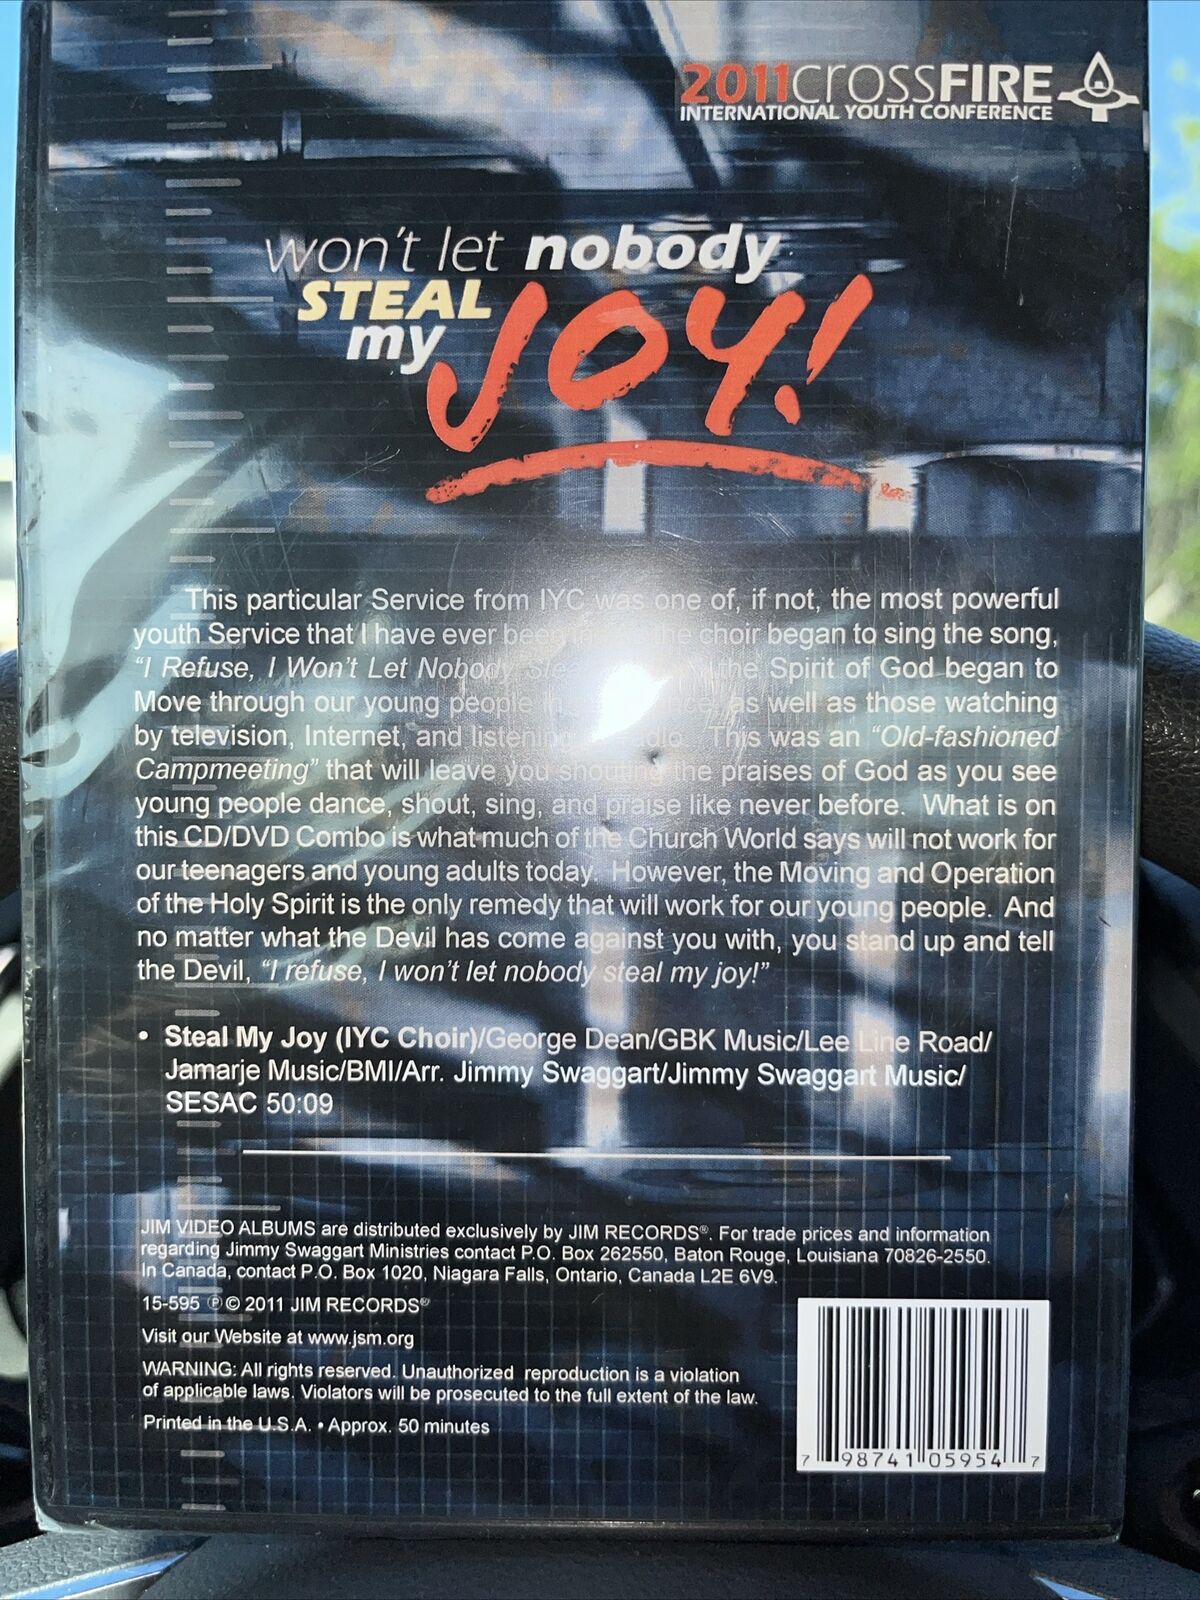 2011CROSSFIRE
INTERNATIONAL YOUTH CONFERENCE
won't let nobody
STEAL
my JOY!
This particular Service from IYC was one of, if not, the most powerful
youth Service that I have ever been the choir began to sing the song,
"I Refuse, I Won't Let Nobody the Spirit of God began to
Move through our young people as well as those watching
by television, Internet, and listening This was an "Old-fashioned
Campmeeting" that will leave you shouting the praises of God as you see
young people dance, shout, sing, and praise like never before. What is on
this CD/DVD Combo is what much of the Church World says will not work for
our teenagers and young adults today. However, the Moving and Operation
of the Holy Spirit is the only remedy that will work for our young people. And
no matter what the Devil has come against you with, you stand up and tell
the Devil, "I refuse, I won't let nobody steal my joy!"
• Steal My Joy (IYC Choir)/George Dean/GBK Music/Lee Line Road/
Jamarje Music/BMI/Arr. Jimmy Swaggart/Jimmy Swaggart Music/
SESAC 50:09
JIM VIDEO ALBUMS are distributed exclusively by JIM RECORDS®. For trade prices and information
regarding Jimmy Swaggart Ministries contact P.O. Box 262550, Baton Rouge, Louisiana 70826-2550.
In Canada, contact P.O. Box 1020, Niagara Falls, Ontario, Canada L2E 6V9.
15-595 ℗ © 2011 JIM RECORDS®
Visit our Website at www.jsm.org
WARNING: All rights reserved. Unauthorized reproduction is a violation
of applicable laws. Violators will be prosecuted to the full extent of the law.
Printed in the U.S.A. • Approx. 50 minutes
7 98741 05954 7